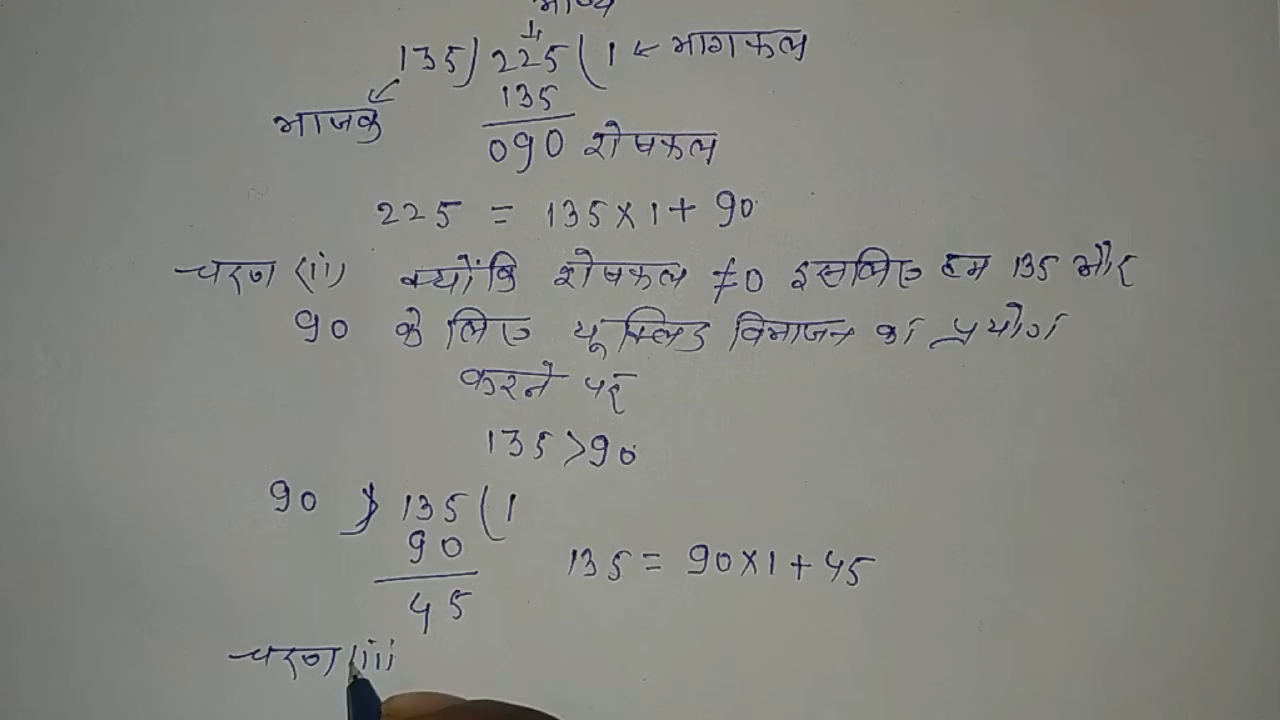 भाज्य
135) 225 (1 ← भागफल
भाजक
135
090 शेषफल
225 = 135×1+ 90
चरण (ii) क्योंकि शेषफल ≠0 इसलिए हम 135 और
90 के लिए यूक्लिड विभाजन का प्रयोग
करने पर
135>90
90 ) 135 (1
90
135 = 90×1+45
45
चरण (iii